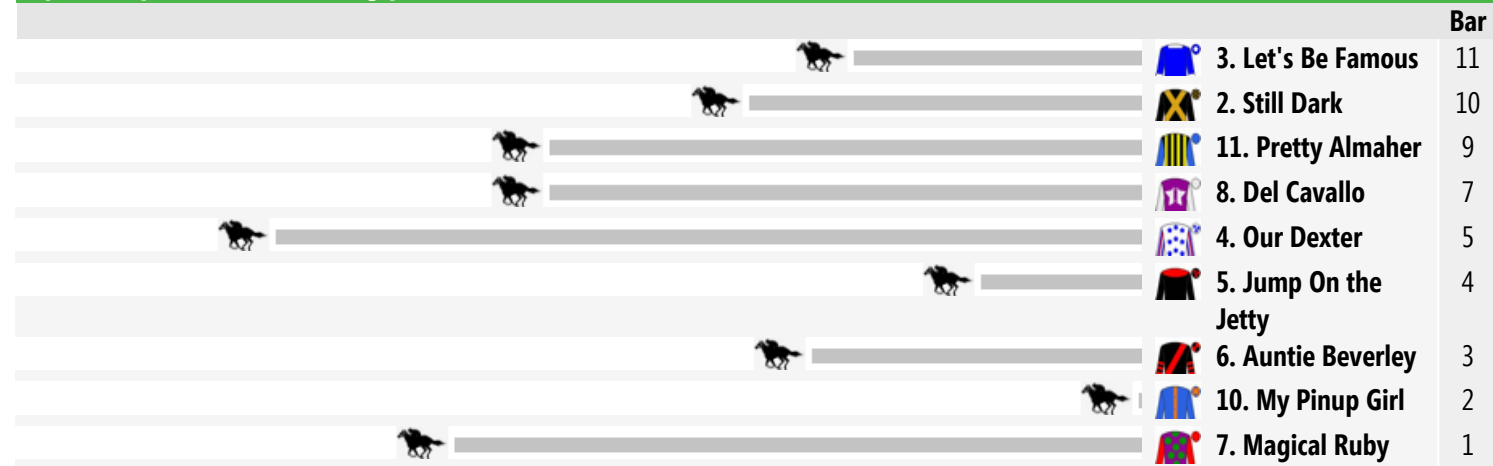 Bar
3. Let's Be Famous 11
2. Still Dark 10
11. Pretty Almaher 9
8. Del Cavallo 7
4. Our Dexter 5
5. Jump On the 4
Jetty
6. Auntie Beverley 3
10. My Pinup Girl 2
7. Magical Ruby 1